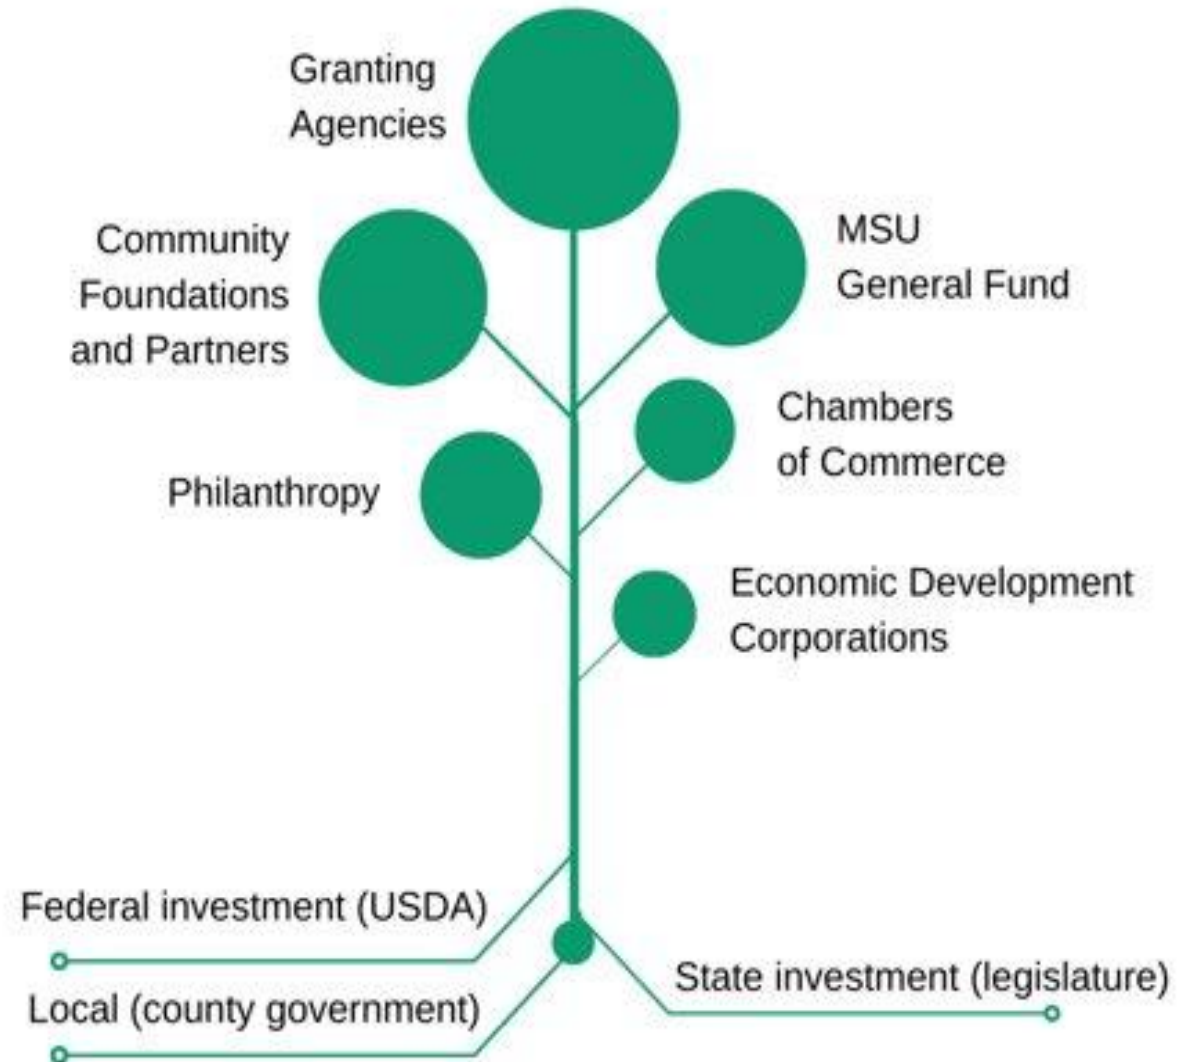 Granting
Agencies
Community
Foundations
and Partners
MSU
General Fund
Chambers
of Commerce
Philanthropy
Economic Development
Corporations
Federal investment (USDA)
Local (county government)
State investment (legislature)